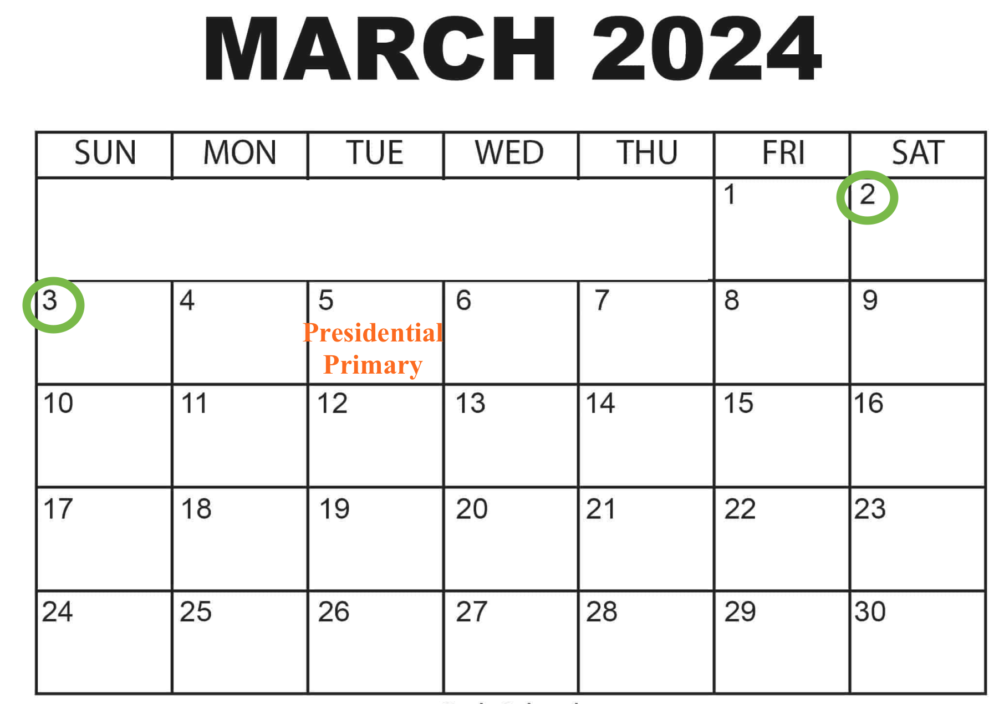 MARCH 2024
SUN MON TUE WED THU FRI SAT
1 2
3 4 5 6 7 8 9
Presidential
Primary
10 11 12 13 14 15 16
17 18 19 20 21 22 23
24 25 26 27 28 29 30